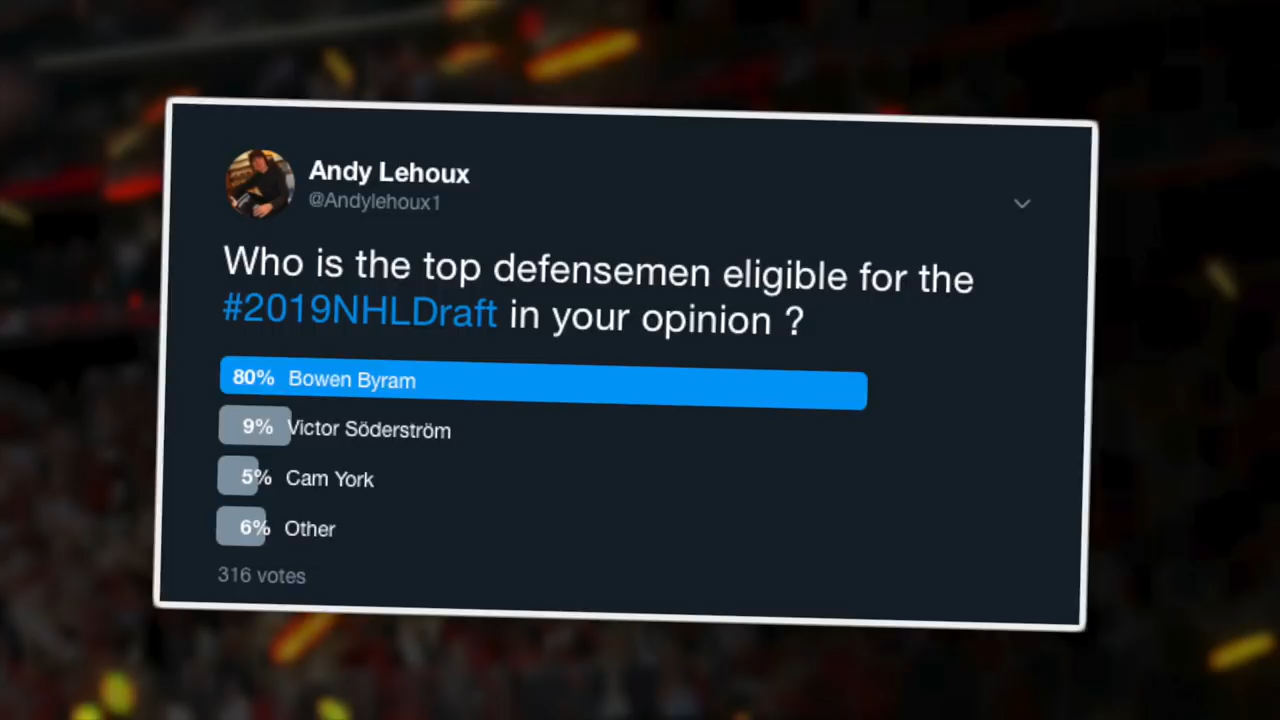 Andy Lehoux
@Andylehoux1
Who is the top defensemen eligible for the
#2019NHLDraft in your opinion ?
80% Bowen Byram
9% Victor Söderström
5% Cam York
6% Other
316 votes